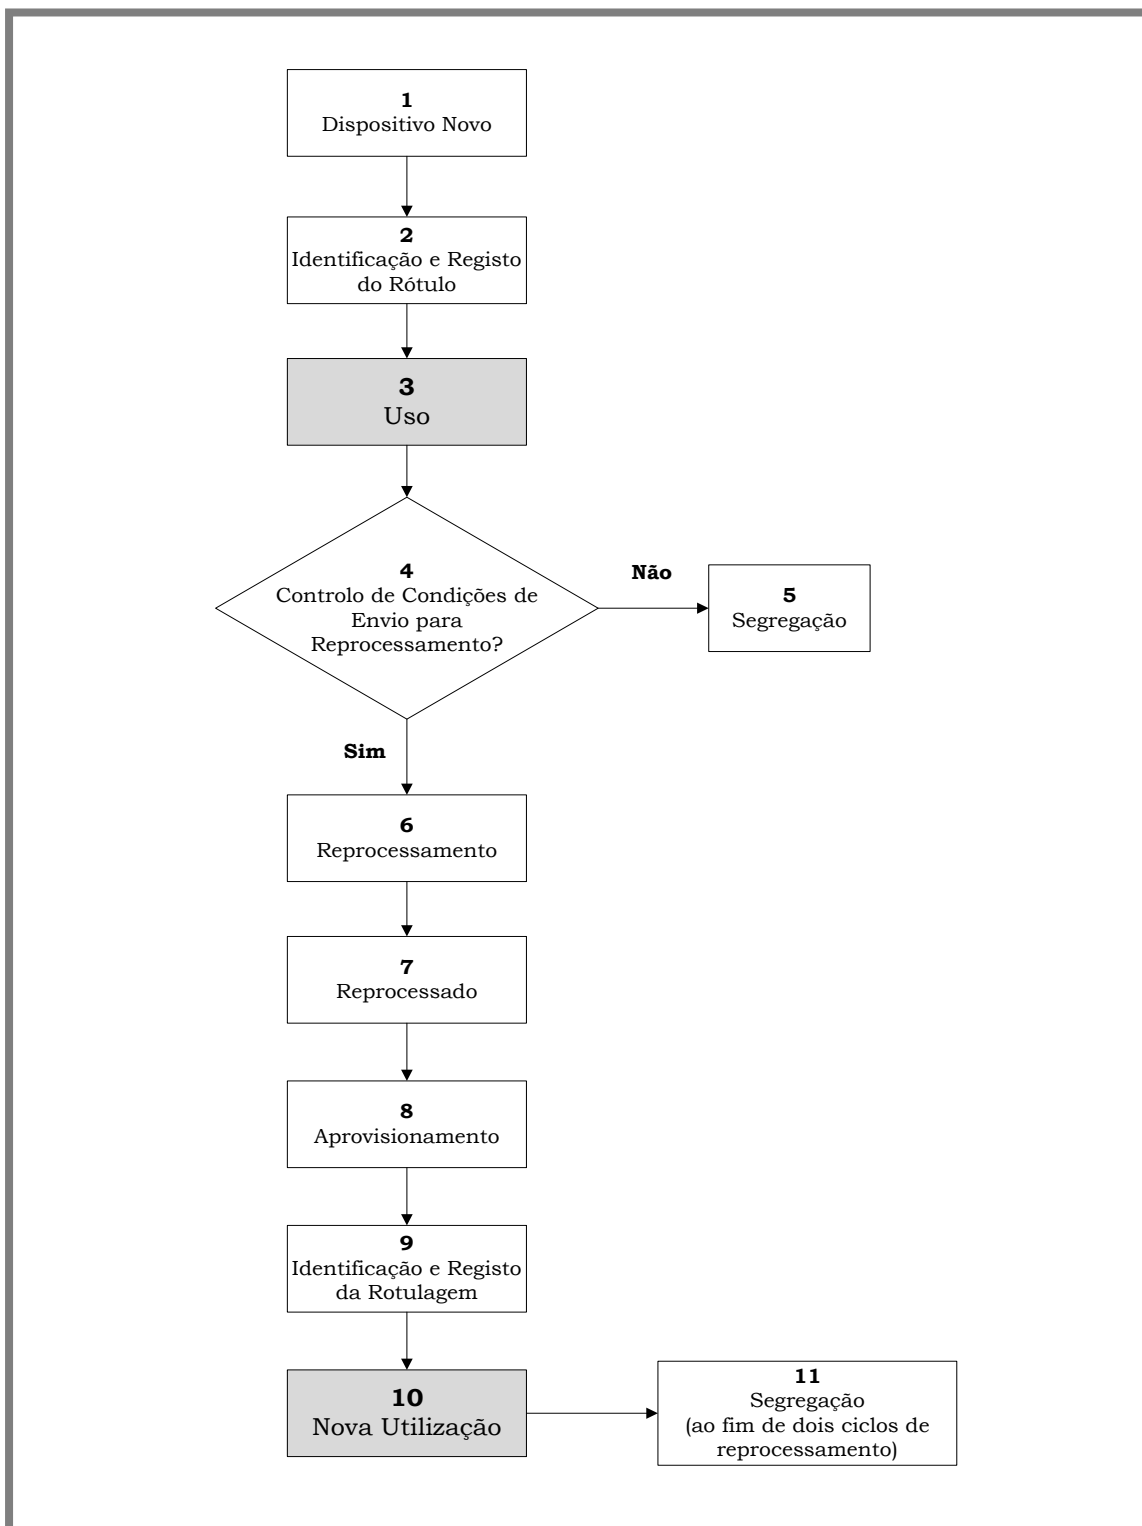 1
Dispositivo Novo
2
Identificação e Registo
do Rótulo
3
Uso
4
Controlo de Condições de
Envio para
Reprocessamento?
Não
5
Segregação
Sim
6
Reprocessamento
7
Reprocessado
8
Aprovisionamento
9
Identificação e Registo
da Rotulagem
10
Nova Utilização
11
Segregação
(ao fim de dois ciclos de
reprocessamento)